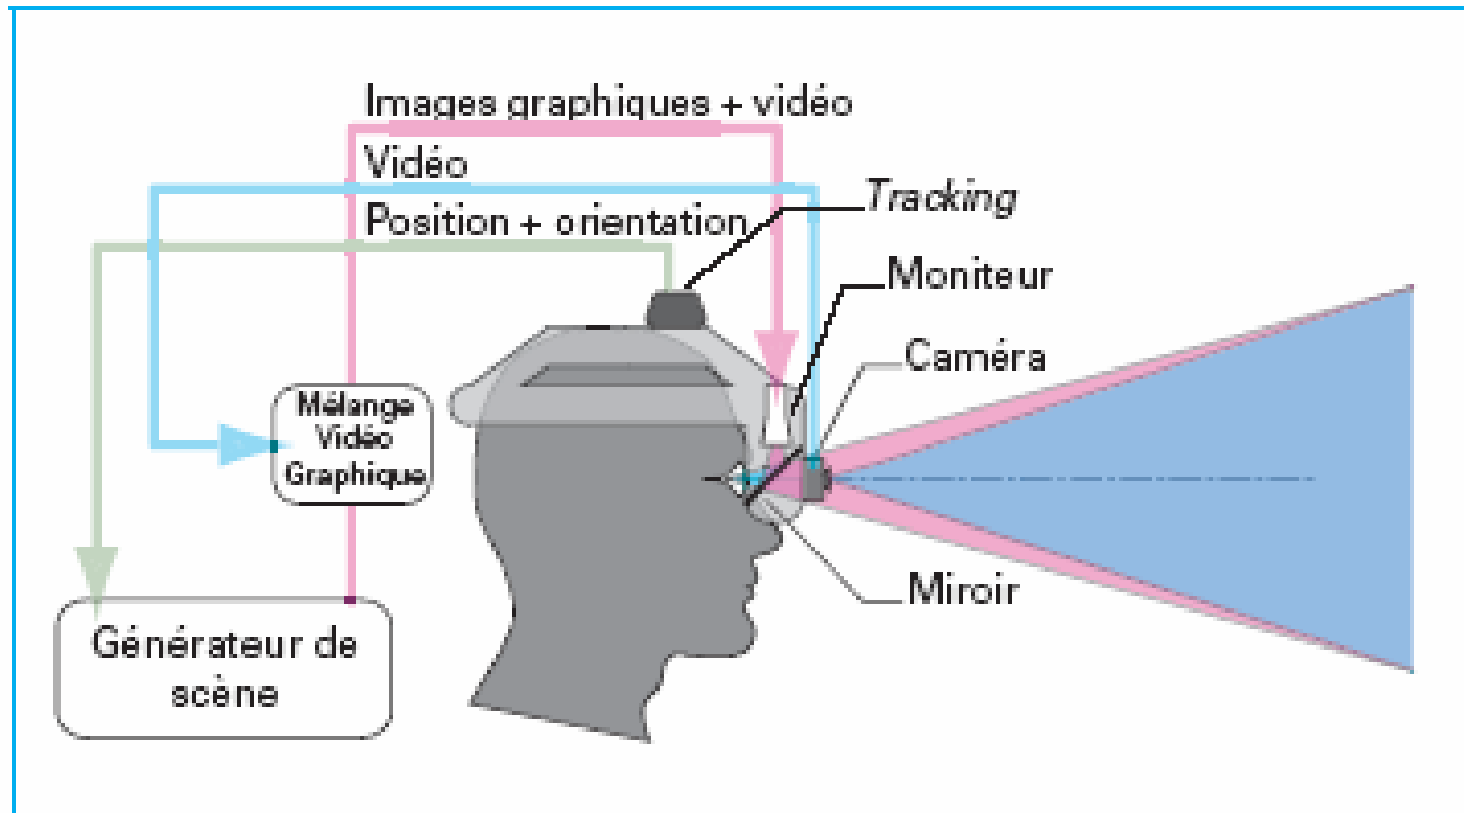 Images graphiques + vidéo
Vidéo
Position + orientation
Tracking
Moniteur
Caméra
Mélange
Vidéo
Graphique
Miroir
Générateur de
scène